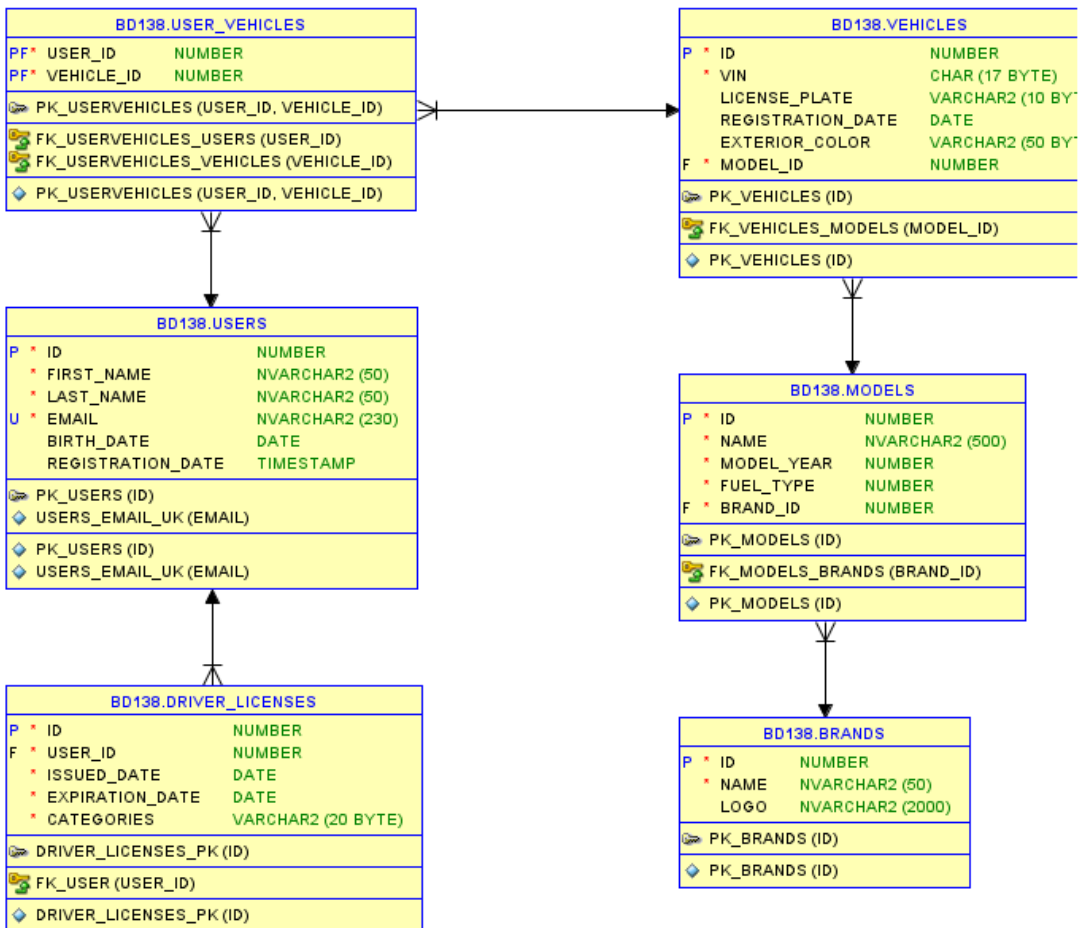 BD138.USER_VEHICLES
PF* USER_ID NUMBER
PF* VEHICLE_ID NUMBER
PK_USERVEHICLES (USER_ID, VEHICLE_ID)
FK_USERVEHICLES_USERS (USER_ID)
FK_USERVEHICLES_VEHICLES (VEHICLE_ID)
PK_USERVEHICLES (USER_ID, VEHICLE_ID)
BD138.VEHICLES
P * ID NUMBER
* VIN CHAR (17 BYTE)
LICENSE_PLATE VARCHAR2 (10 BYT
REGISTRATION_DATE DATE
EXTERIOR_COLOR VARCHAR2 (50 BYT
F * MODEL_ID NUMBER
PK_VEHICLES (ID)
FK_VEHICLES_MODELS (MODEL_ID)
PK_VEHICLES (ID)
BD138.USERS
P * ID NUMBER
* FIRST_NAME NVARCHAR2 (50)
* LAST_NAME NVARCHAR2 (50)
U * EMAIL NVARCHAR2 (230)
BIRTH_DATE DATE
REGISTRATION_DATE TIMESTAMP
PK_USERS (ID)
USERS_EMAIL_UK (EMAIL)
PK_USERS (ID)
USERS_EMAIL_UK (EMAIL)
BD138.MODELS
P * ID NUMBER
* NAME NVARCHAR2 (500)
* MODEL_YEAR NUMBER
* FUEL_TYPE NUMBER
F * BRAND_ID NUMBER
PK_MODELS (ID)
FK_MODELS_BRANDS (BRAND_ID)
PK_MODELS (ID)
BD138.DRIVER_LICENSES
P * ID NUMBER
F * USER_ID NUMBER
* ISSUED_DATE DATE
* EXPIRATION_DATE DATE
* CATEGORIES VARCHAR2 (20 BYTE)
DRIVER_LICENSES_PK (ID)
FK_USER (USER_ID)
DRIVER_LICENSES_PK (ID)
BD138.BRANDS
P * ID NUMBER
* NAME NVARCHAR2 (50)
LOGO NVARCHAR2 (2000)
PK_BRANDS (ID)
PK_BRANDS (ID)